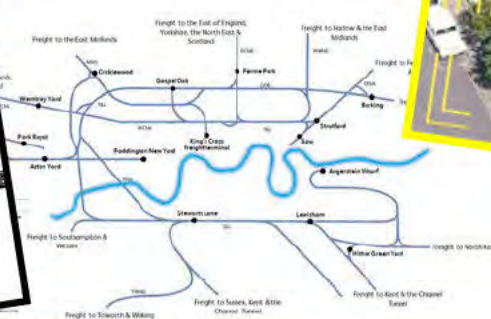 Freight to the East of England,
Yorkshire, the North East &
Scotland
Freight to the East Midlands
Freight to Harlow & the East
Midlands
Cricklewood
Gospel Oak
Ferme Park
Barking
Wembley Yard
Stratford
Bow
King's Cross
freight terminal
Park Royal
Acton Yard
Paddington New Yard
Angerstein Wharf
Stewarts Lane
Lewisham
Hither Green Yard
Freight to Southampton &
Wessex
Freight to Tolworth & Woking
Freight to Sussex, Kent & the
Channel Tunnel
Freight to Kent & the Channel
Tunnel